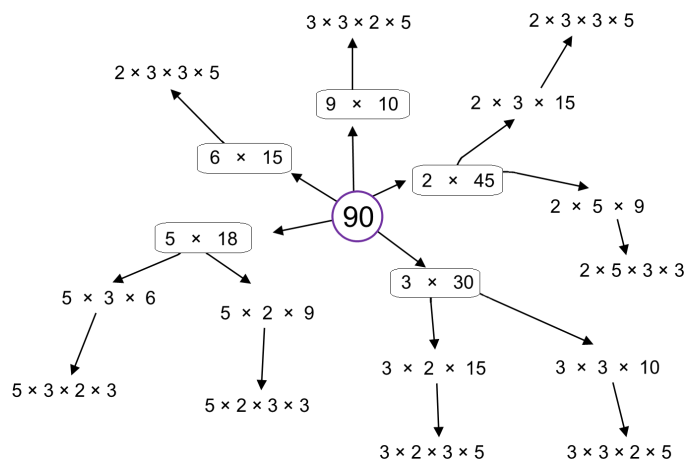 3 × 3 × 2 × 5
2 × 3 × 3 × 5
2 × 3 × 3 × 5
9 × 10
2 × 3 × 15
6 × 15
2 × 45
90
2 × 5 × 9
5 × 18
2 × 5 × 3 × 3
3 × 30
5 × 3 × 6
5 × 2 × 9
3 × 2 × 15
3 × 3 × 10
5 × 3 × 2 × 3
5 × 2 × 3 × 3
3 × 2 × 3 × 5
3 × 3 × 2 × 5